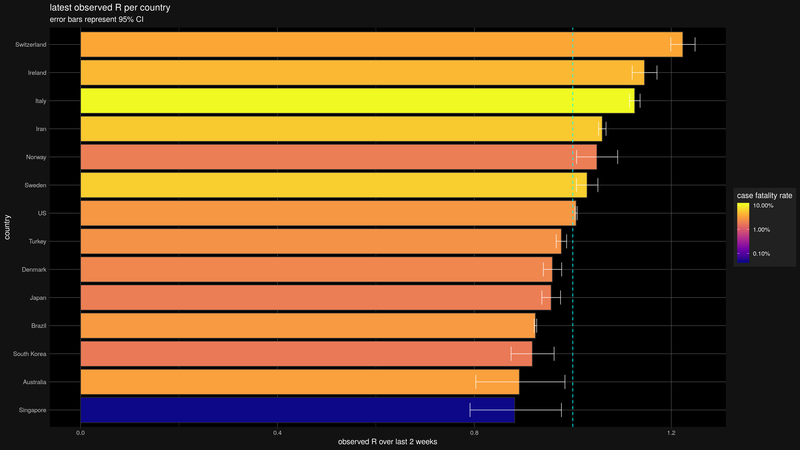 latest observed R per country
error bars represent 95% CI
Switzerland
Ireland
Italy
Iran
Norway
Sweden
US
Turkey
Denmark
Japan
Brazil
South Korea
Australia
Singapore
country
0.0
0.4
0.8
1.2
observed R over last 2 weeks
case fatality rate
10.00%
1.00%
0.10%